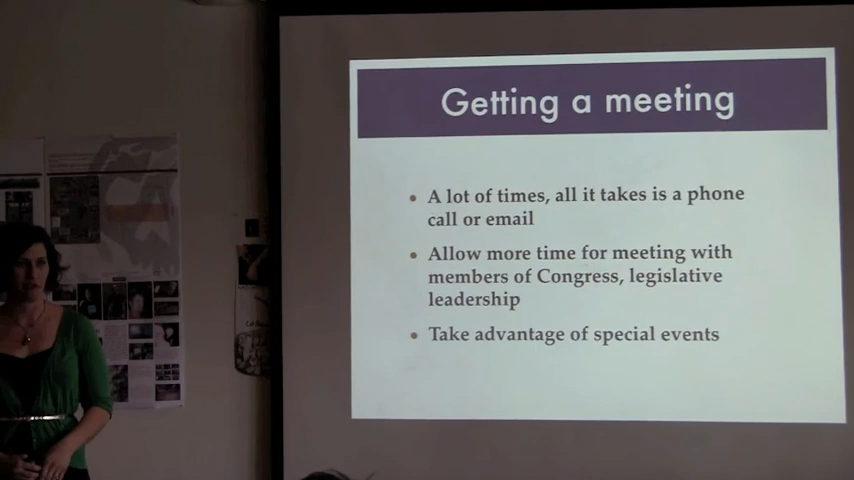 Getting a meeting
• A lot of times, all it takes is a phone
call or email
• Allow more time for meeting with
members of Congress, legislative
leadership
• Take advantage of special events